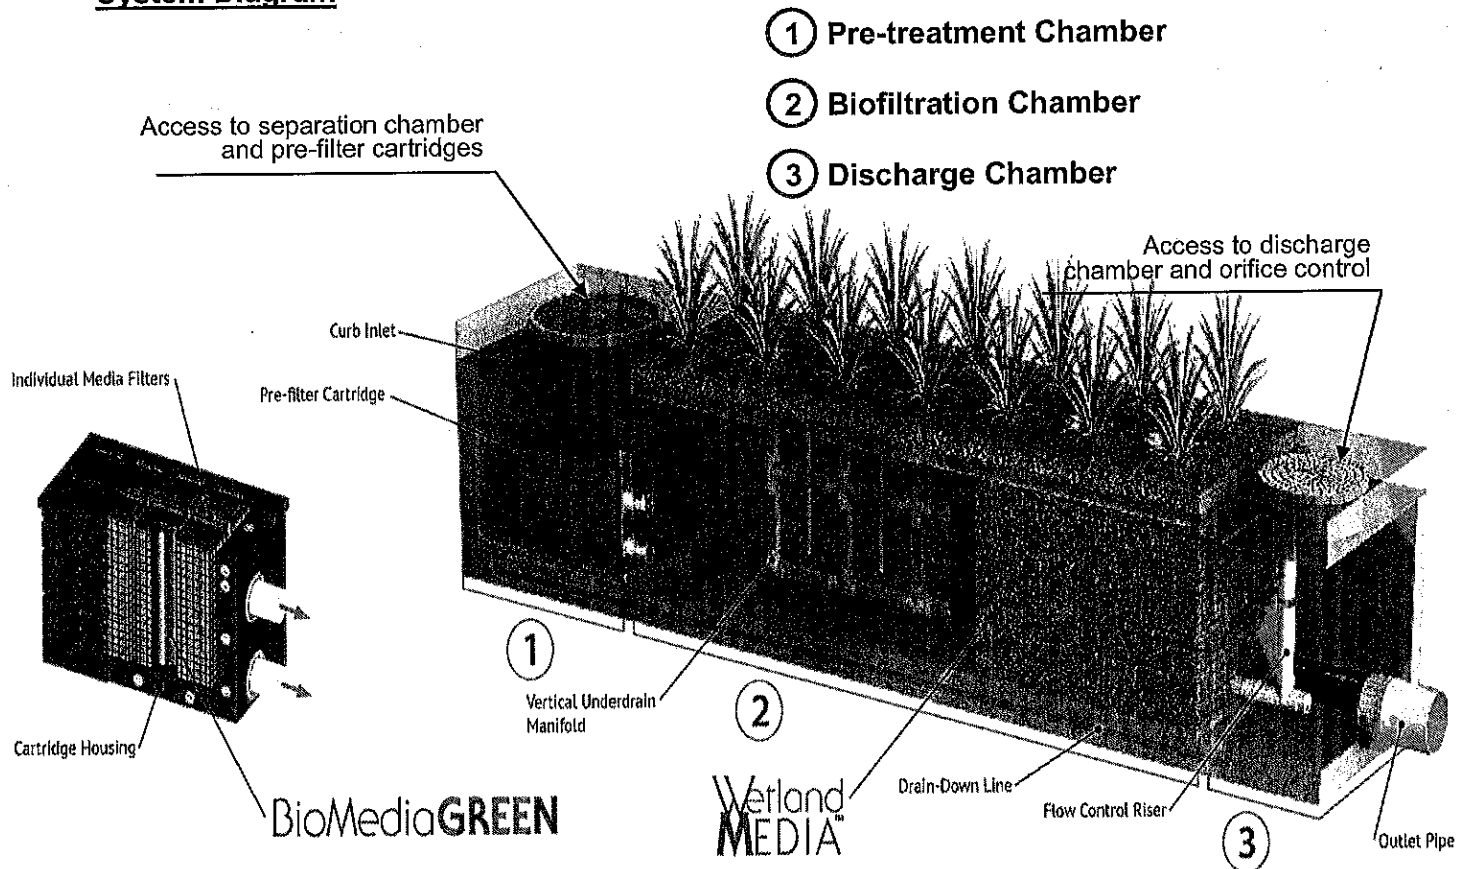 System Diagram
1 Pre-treatment Chamber
2 Biofiltration Chamber
3 Discharge Chamber
Access to separation chamber
and pre-filter cartridges
Access to discharge
chamber and orifice control
Curb Inlet
Individual Media Filters
Pre-filter Cartridge
1
Vertical Underdrain
Manifold
2
Cartridge Housing
BioMediaGREEN
Wetland
MEDIA™
Drain-Down Line
Flow Control Riser
3
Outlet Pipe